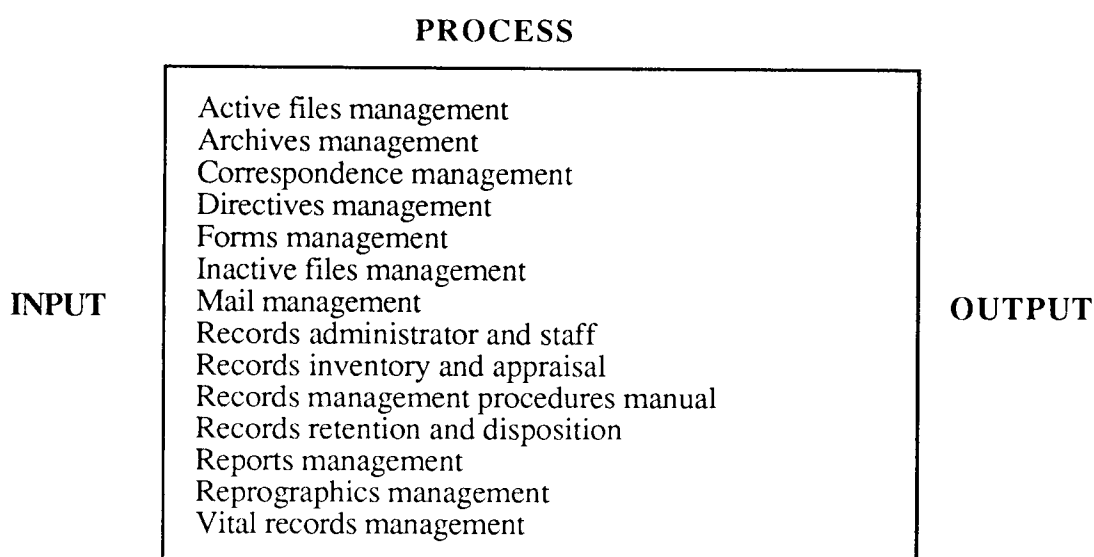 PROCESS
Active files management
Archives management
Correspondence management
Directives management
Forms management
Inactive files management
INPUT
Mail management
OUTPUT
Records administrator and staff
Records inventory and appraisal
Records management procedures manual
Records retention and disposition
Reports management
Reprographics management
Vital records management